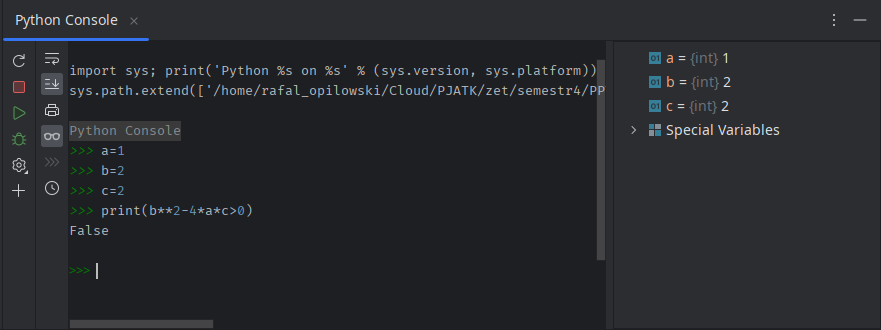 Python Console
import sys; print('Python %s on %s' % (sys.version, sys.platform))
sys.path.extend(['/home/rafal_opilowski/Cloud/PJATK/zet/semestr4/PP
Python Console
>>> a=1
>>> b=2
>>> c=2
>>> print(b**2-4*a*c>0)
False
>>>
01 a = {int} 1
01 b = {int} 2
01 c = {int} 2
Special Variables